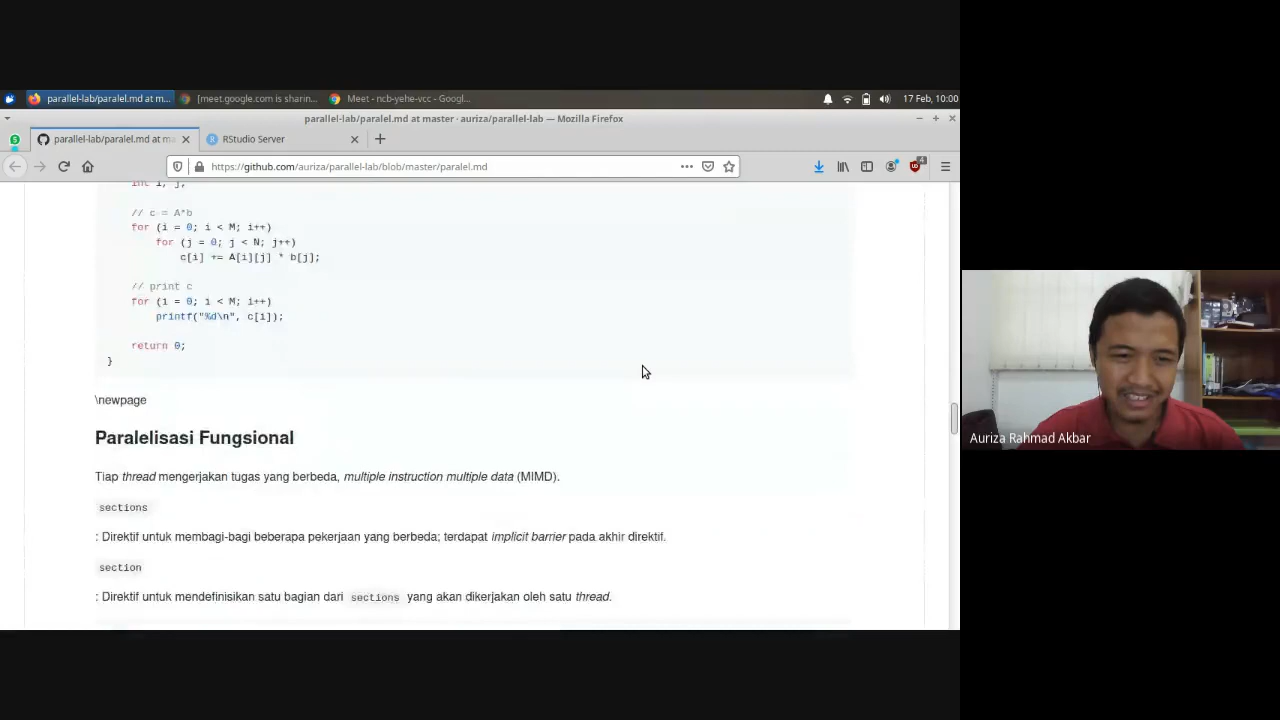 parallel-lab/paralel.md at m...
[meet.google.com is sharin...
Meet - ncb-yehe-vcc - Googl...
17 Feb, 10:00
parallel-lab/paralel.md at master · auriza/parallel-lab — Mozilla Firefox
parallel-lab/paralel.md at ma
RStudio Server
https://github.com/auriza/parallel-lab/blob/master/paralel.md
4
int i, j;
// c = A*b
for (i = 0; i < M; i++)
for (j = 0; j < N; j++)
c[i] += A[i][j] * b[j];
// print c
for (i = 0; i < M; i++)
printf("%d\n", c[i]);
return 0;
}
\newpage
Paralelisasi Fungsional
Tiap thread mengerjakan tugas yang berbeda, multiple instruction multiple data (MIMD).
sections
: Direktif untuk membagi-bagi beberapa pekerjaan yang berbeda; terdapat implicit barrier pada akhir direktif.
section
: Direktif untuk mendefinisikan satu bagian dari sections yang akan dikerjakan oleh satu thread.
Auriza Rahmad Akbar